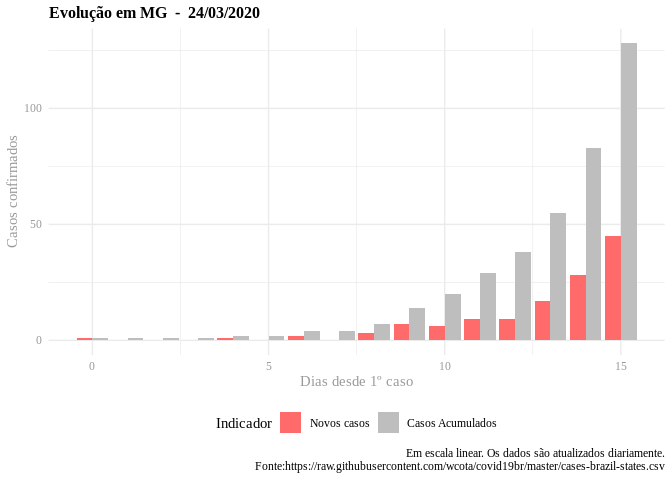 Evolução em MG  -  24/03/2020
Casos confirmados
100
50
0
0 5 10 15
Dias desde 1º caso
Indicador Novos casos Casos Acumulados
Em escala linear. Os dados são atualizados diariamente.
Fonte:https://raw.githubusercontent.com/wcota/covid19br/master/cases-brazil-states.csv